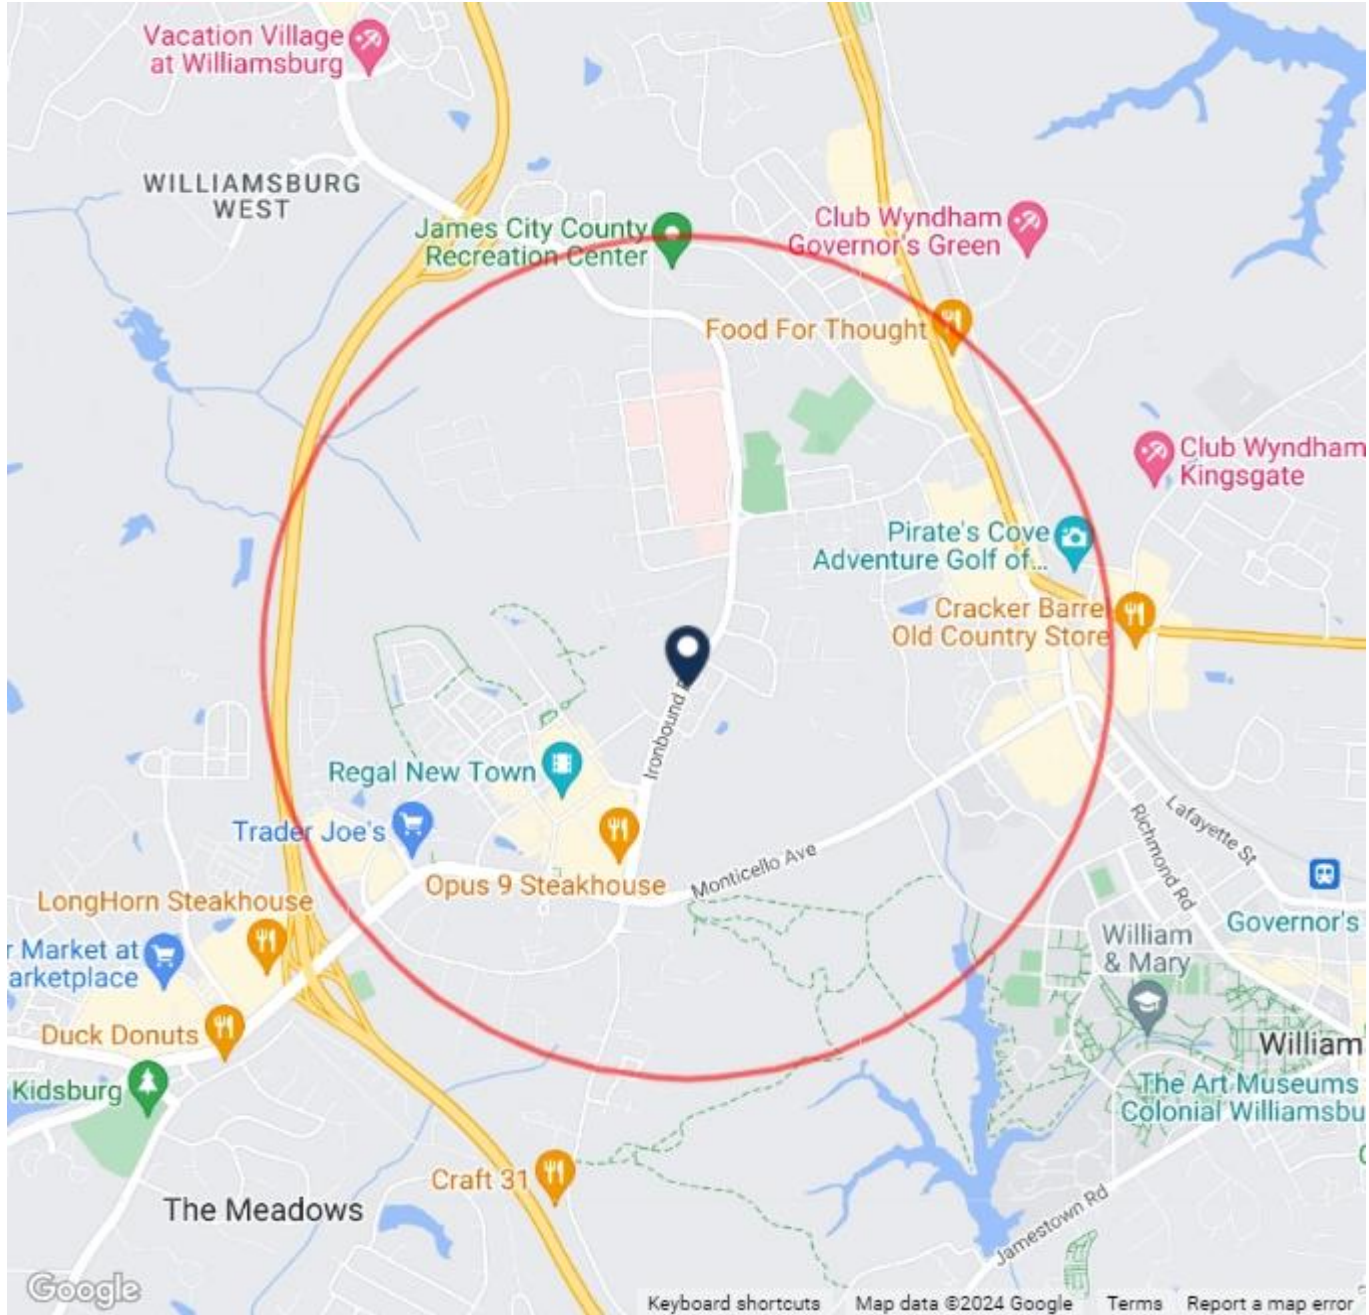 Vacation Village
at Williamsburg
WILLIAMSBURG
WEST
James City County
Recreation Center
Club Wyndham
Governor's Green
Food For Thought
Club Wyndham
Kingsgate
Pirate's Cove
Adventure Golf of...
Cracker Barrel
Old Country Store
Ironbound
Regal New Town
Trader Joe's
Opus 9 Steakhouse
Monticello Ave
Richmond Rd
Lafayette St
LongHorn Steakhouse
r Market at
arketplace
Governor's
William
& Mary
Duck Donuts
William
Kidsburg
The Art Museums
Colonial Williamsbu
Craft 31
The Meadows
Jamestown Rd
Google
Keyboard shortcuts Map data ©2024 Google Terms Report a map error